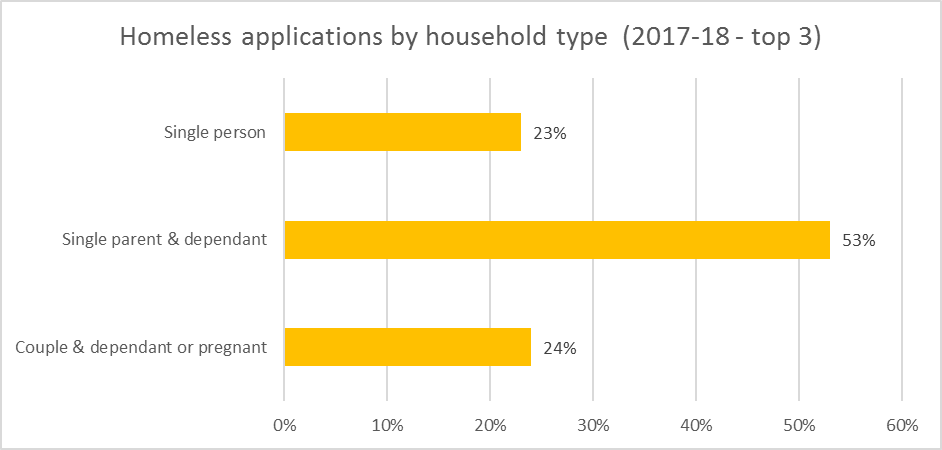 Homeless applications by household type (2017-18 - top 3)
Single person
23%
Single parent & dependant
53%
Couple & dependant or pregnant
24%
0%
10%
20%
30%
40%
50%
60%